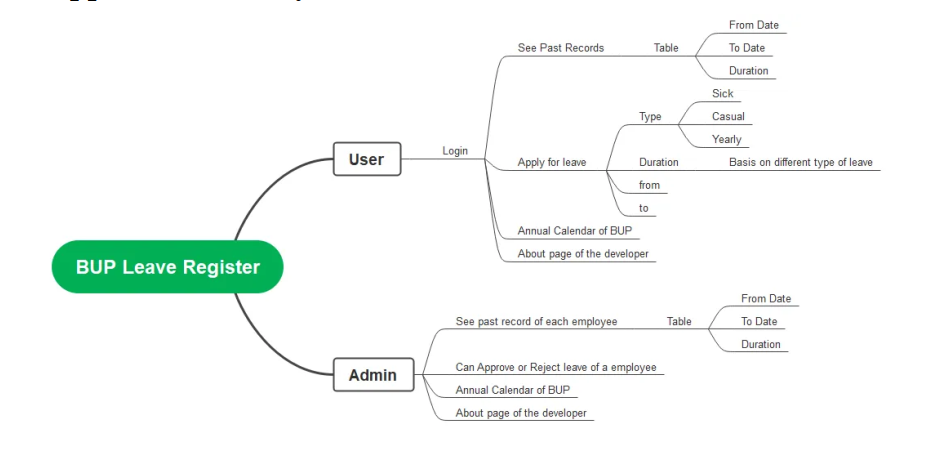 From Date
See Past Records
Table
To Date
Duration
Sick
Type
Casual
Yearly
User
Login
Apply for leave
Duration
Basis on different type of leave
from
to
Annual Calendar of BUP
About page of the developer
BUP Leave Register
From Date
See past record of each employee
Table
To Date
Duration
Admin
Can Approve or Reject leave of a employee
Annual Calendar of BUP
About page of the developer